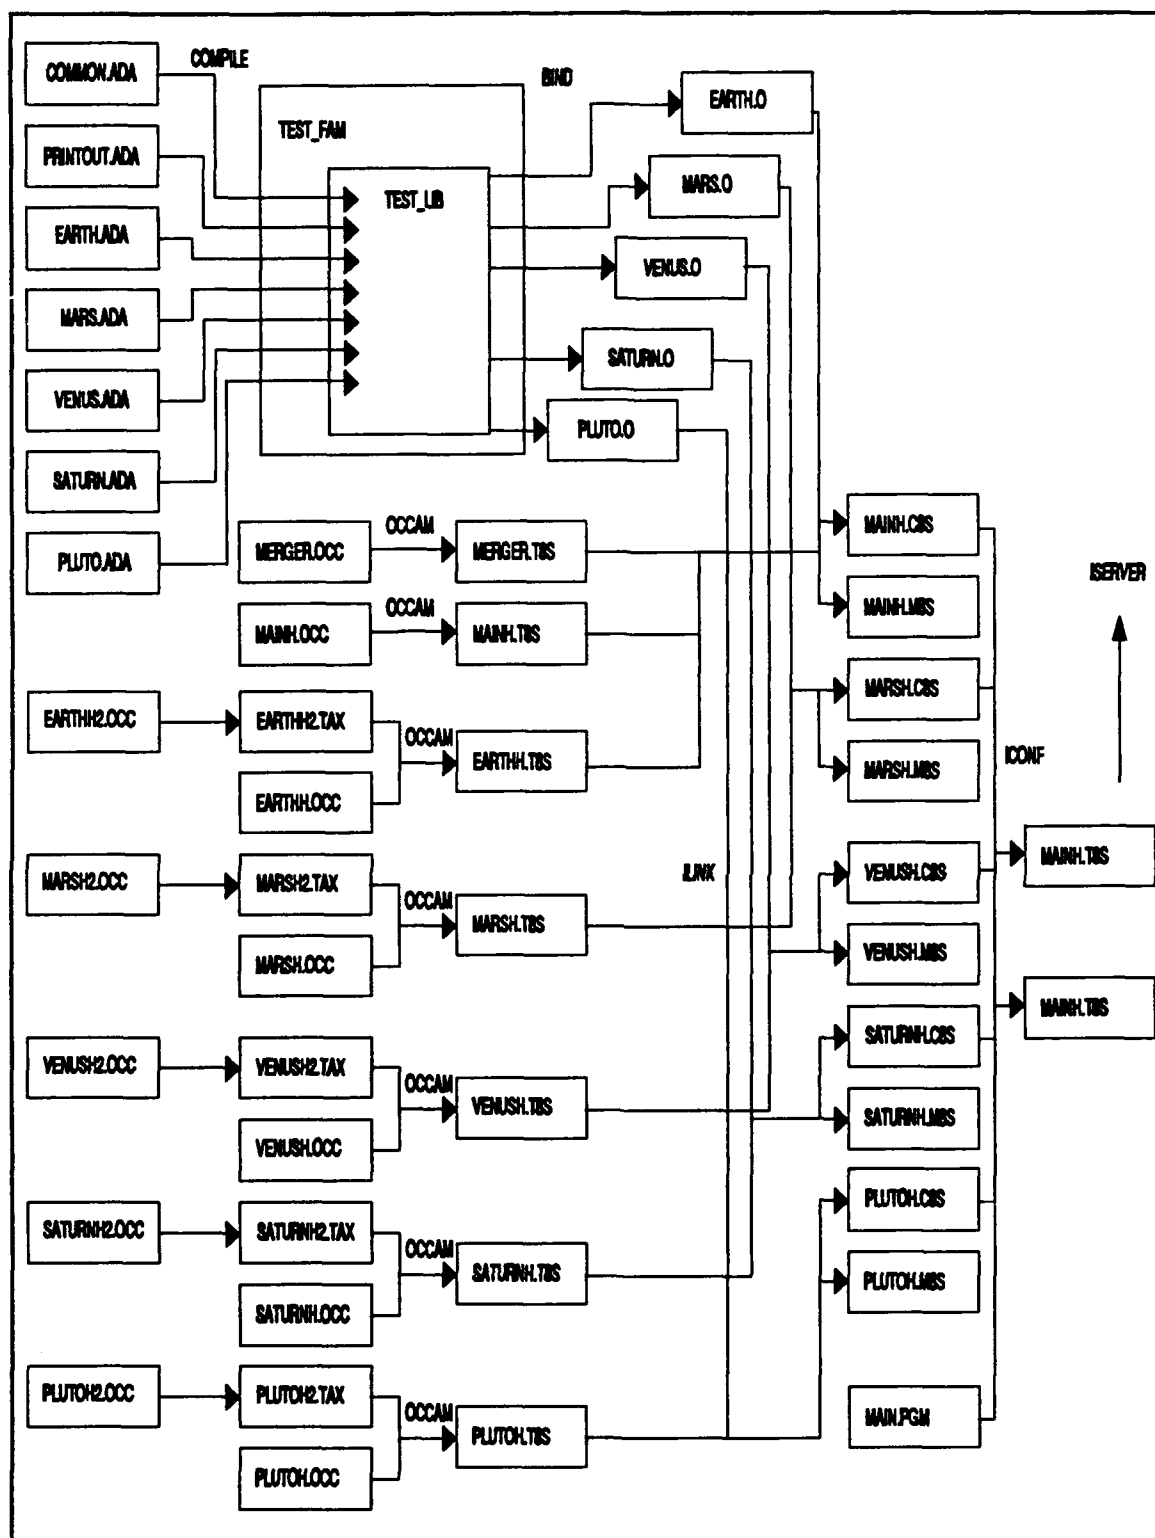 COMMON.ADA
COMPILE
BIND
EARTH.O
TEST_FAM
PRINTOUT.ADA
MARS.O
TEST_LIB
EARTH.ADA
VENUS.O
MARS.ADA
SATURN.O
VENUS.ADA
PLUTO.O
SATURN.ADA
MAINH.C8S
OCCAM
MERGER.OCC
MERGER.T8S
PLUTO.ADA
ISERVER
MAINH.M8S
OCCAM
MAINH.OCC
MAINH.T8S
MARSH.C8S
EARTHH2.OCC
EARTHH2.TAX
OCCAM
EARTHH.T8S
ICONF
MARSH.M8S
EARTHH.OCC
MAINH.T8S
VENUSH.C8S
MARSH2.OCC
MARSH2.TAX
ILINK
OCCAM
MARSH.T8S
VENUSH.M8S
MARSH.OCC
MAINH.T8S
SATURNH.C8S
VENUSH2.OCC
VENUSH2.TAX
OCCAM
VENUSH.T8S
SATURNH.M8S
VENUSH.OCC
PLUTOH.C8S
SATURNH2.OCC
SATURNH2.TAX
OCCAM
SATURNH.T8S
PLUTOH.M8S
SATURNH.OCC
PLUTOH2.OCC
PLUTOH2.TAX
OCCAM
MAIN.PGM
PLUTOH.T8S
PLUTOH.OCC